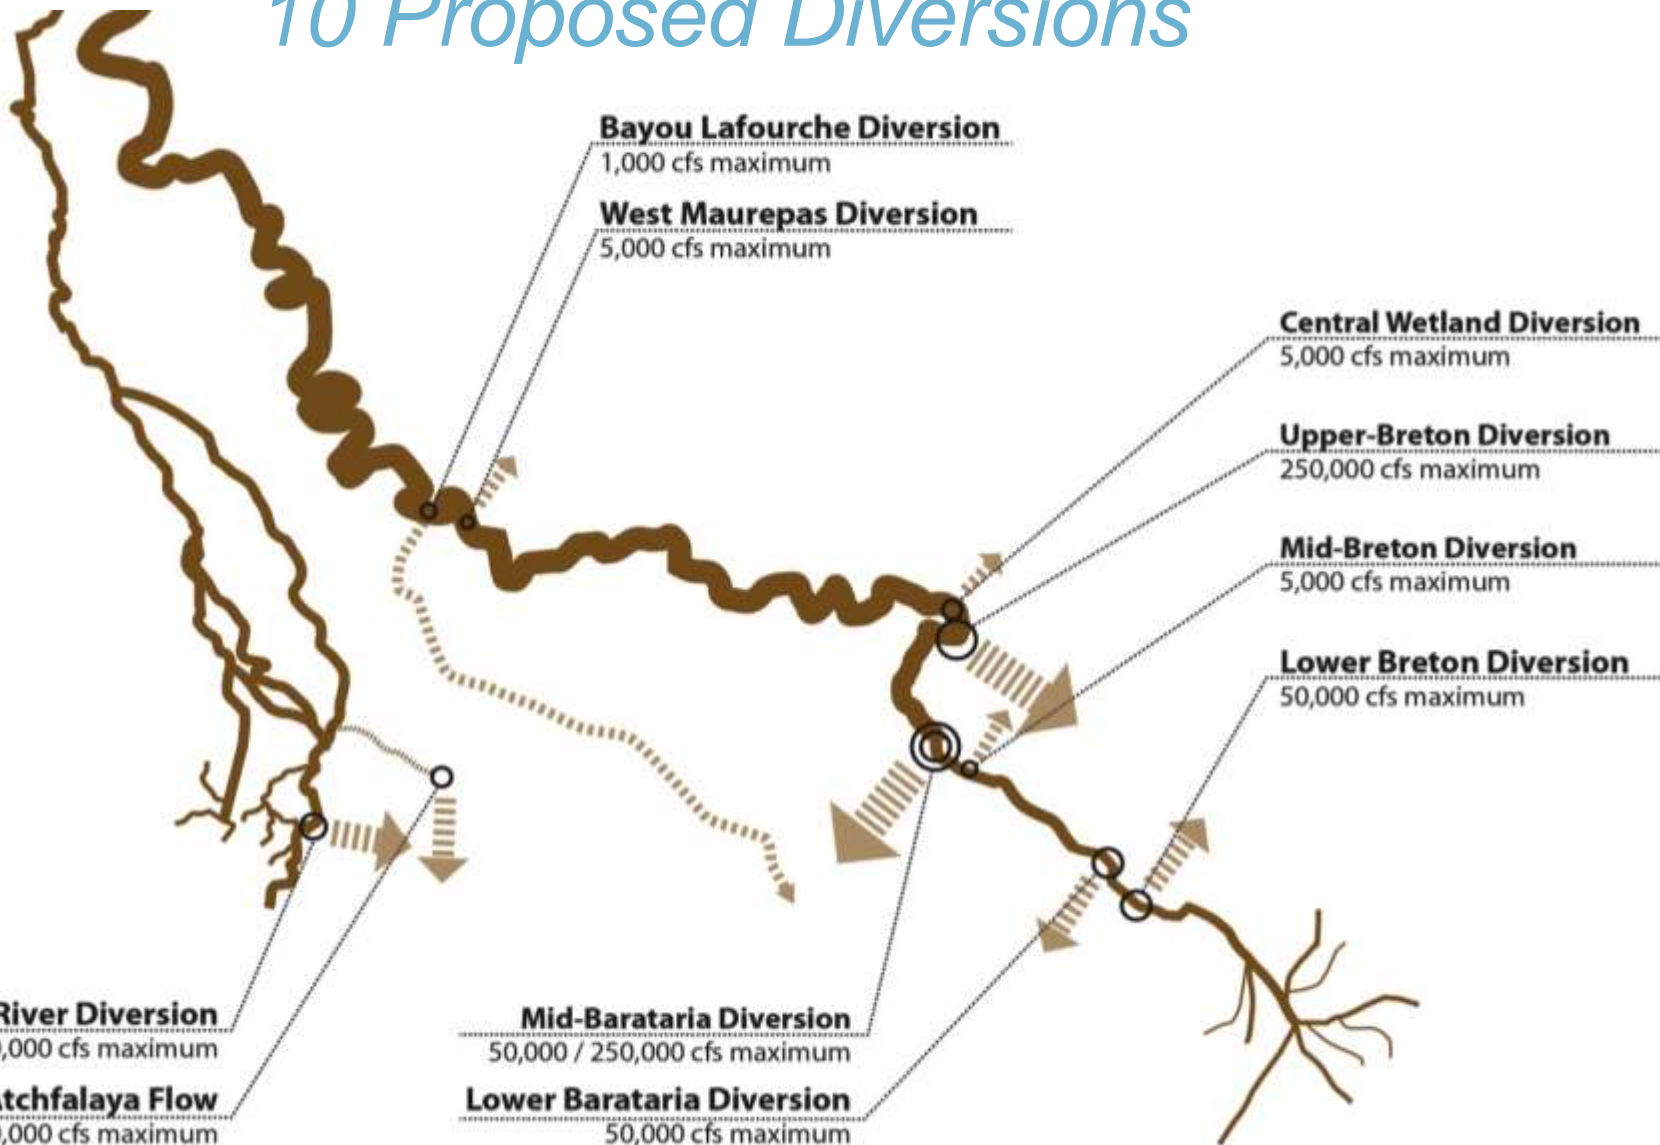 10 Proposed Diversions
Bayou Lafourche Diversion
1,000 cfs maximum
West Maurepas Diversion
5,000 cfs maximum
Central Wetland Diversion
5,000 cfs maximum
Upper-Breton Diversion
250,000 cfs maximum
Mid-Breton Diversion
5,000 cfs maximum
Lower Breton Diversion
50,000 cfs maximum
River Diversion
,000 cfs maximum
Mid-Barataria Diversion
50,000 / 250,000 cfs maximum
tchfalaya Flow
,000 cfs maximum
Lower Barataria Diversion
50,000 cfs maximum